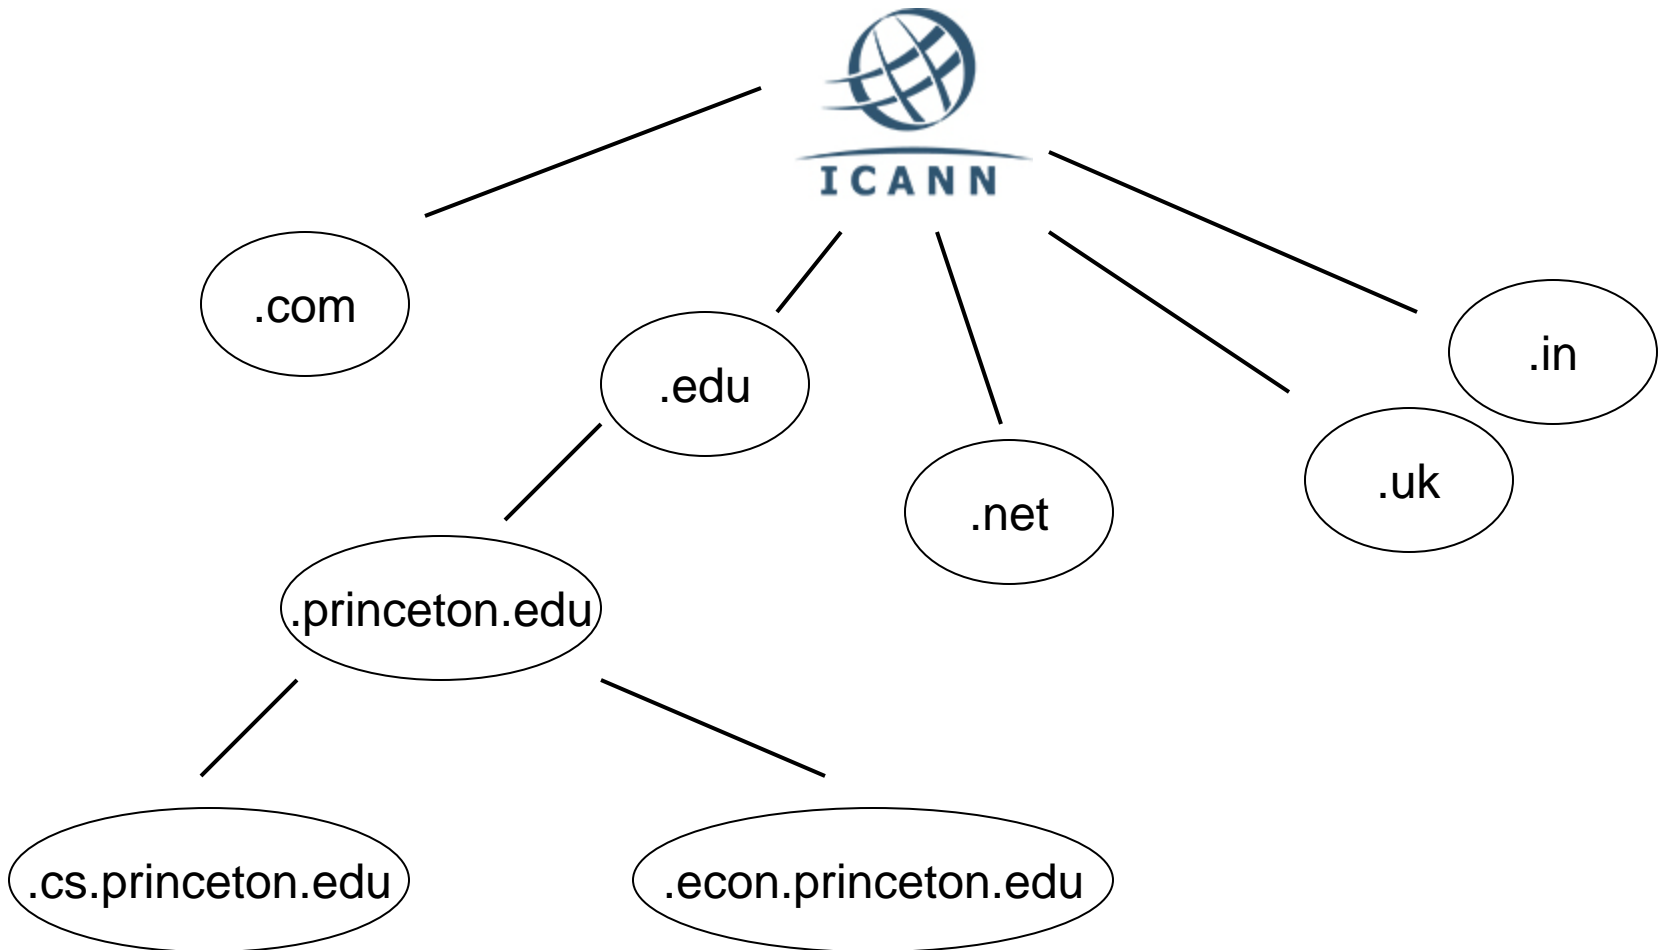 ICANN
.com
.edu
.in
.uk
.net
.princeton.edu
.cs.princeton.edu
.econ.princeton.edu